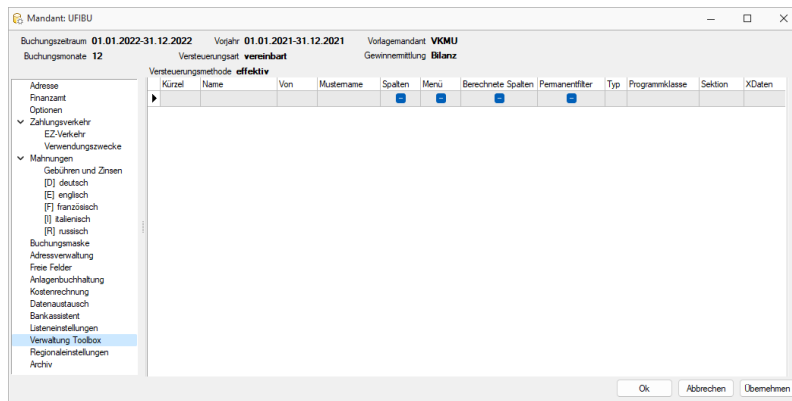 Mandant: UFIBU
Buchungszeitraum 01.01.2022-31.12.2022 Vorjahr 01.01.2021-31.12.2021 Vorlagemandant VKMU
Buchungsmonate 12 Versteuerungsart vereinbart Gewinnermittlung Bilanz
Versteuerungsmethode effektiv
Kürzel Name Von Mustername Spalten Menü Berechnete Spalten Permanentfilter Typ Programmklasse Sektion XDaten
Adresse
Finanzamt
Optionen
Zahlungsverkehr
EZ-Verkehr
Verwendungszwecke
Mahnungen
Gebühren und Zinsen
[D] deutsch
[E] englisch
[F] französisch
[I] italienisch
[R] russisch
Buchungsmaske
Adressverwaltung
Freie Felder
Anlagenbuchhaltung
Kostenrechnung
Datenaustausch
Bankassistent
Listeneinstellungen
Verwaltung Toolbox
Regionaleinstellungen
Archiv
Ok Abbrechen Übernehmen